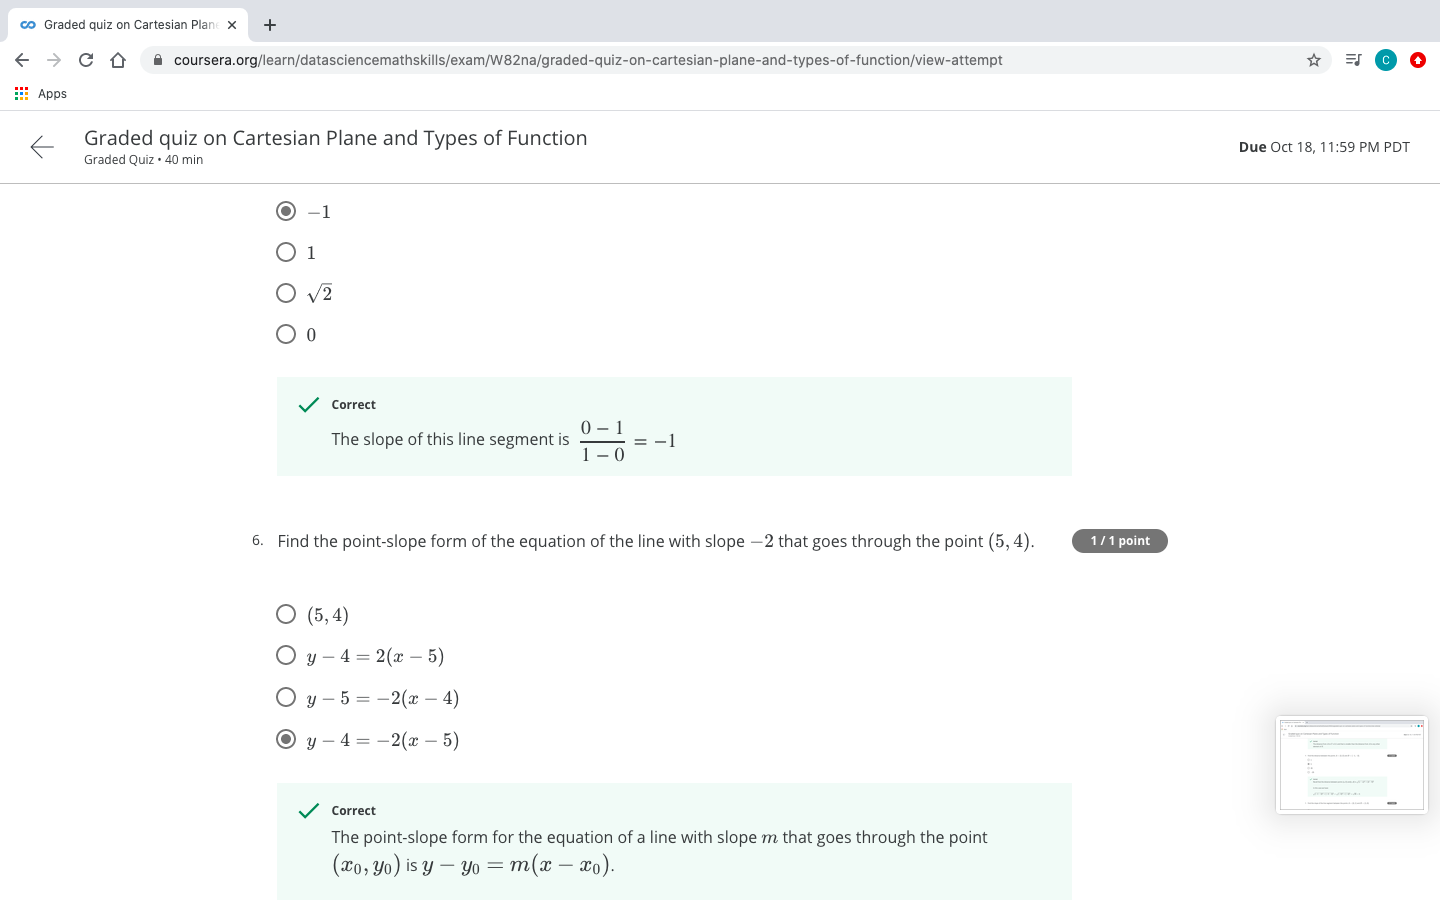 Graded quiz on Cartesian Plan
coursera.org/learn/datasciencemathskills/exam/W82na/graded-quiz-on-cartesian-plane-and-types-of-function/view-attempt
C
Apps
Graded quiz on Cartesian Plane and Types of Function
Graded Quiz • 40 min
Due Oct 18, 11:59 PM PDT
−1
1
√2
0
Correct
The slope of this line segment is (0 − 1)/(1 − 0) = −1
6. Find the point-slope form of the equation of the line with slope −2 that goes through the point (5, 4).
1 / 1 point
(5, 4)
y − 4 = 2(x − 5)
y − 5 = −2(x − 4)
y − 4 = −2(x − 5)
Correct
The point-slope form for the equation of a line with slope m that goes through the point
(x₀, y₀) is y − y₀ = m(x − x₀).